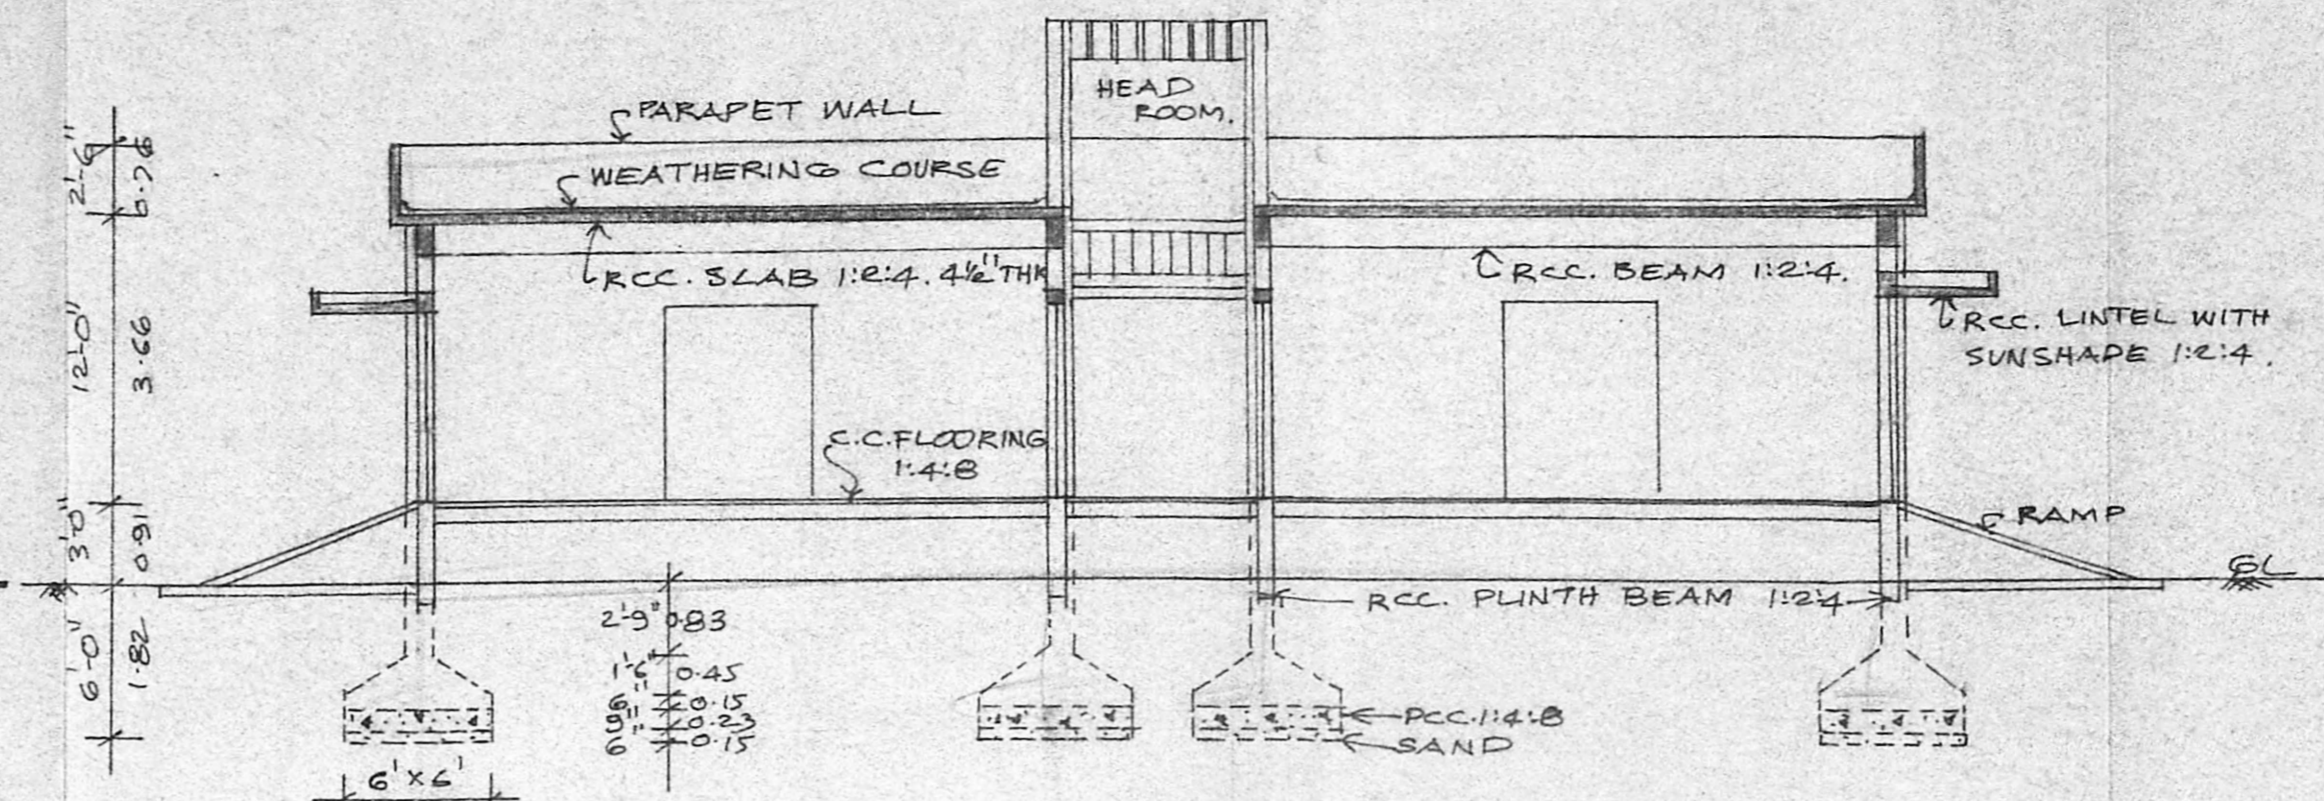 HEAD
ROOM.
PARAPET WALL
WEATHERING COURSE
2'-6"
0.76
RCC. SLAB 1:2:4. 4½" THK
RCC. BEAM 1:2:4.
RCC. LINTEL WITH
SUNSHADE 1:2:4.
12'-0"
3.66
C.C.FLOORING
1:4:8
3'-0"
0.91
RAMP
GL
RCC. PLINTH BEAM 1:2:4
2'-9" 0.83
6'-0"
1.82
1'-6" 0.45
6" 0.15
9" 0.23
6" 0.15
PCC.1:4:8
SAND
6'X6'